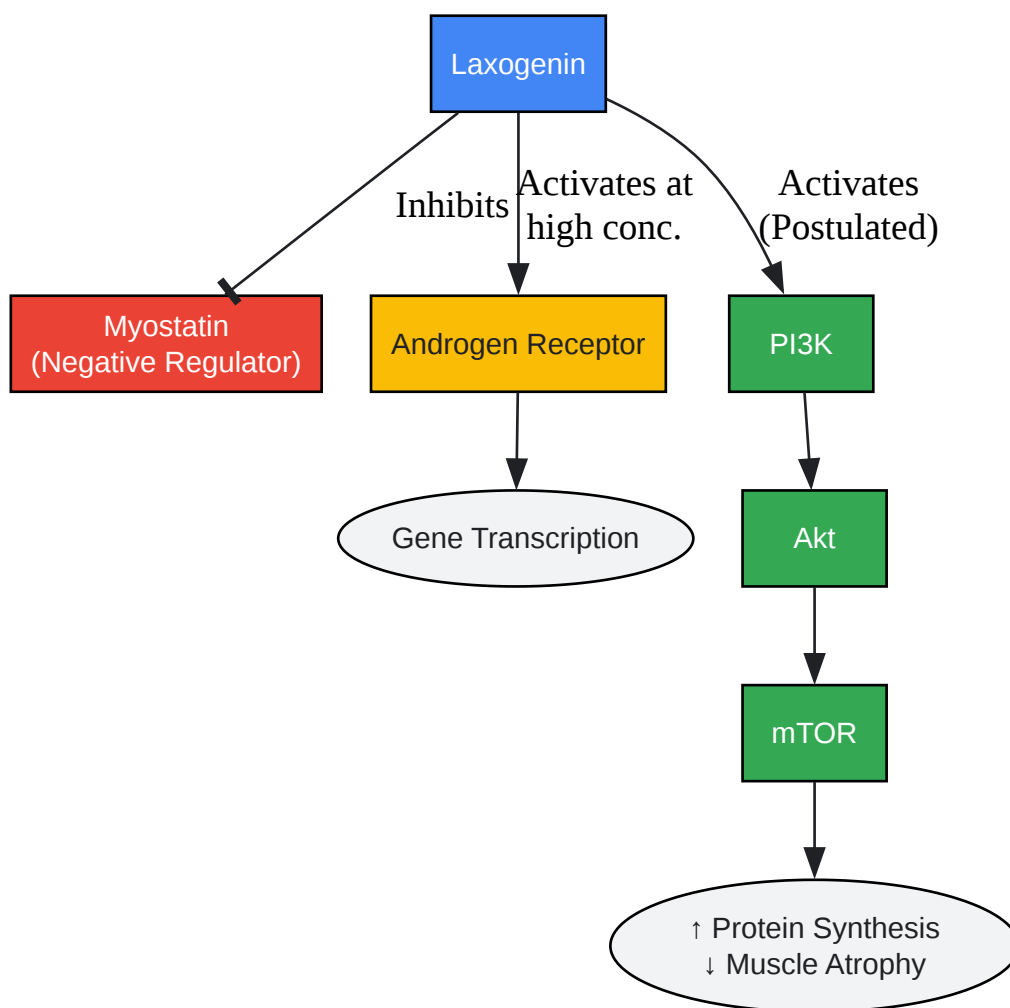 Laxogenin
Inhibits
Activates at
high conc.
Activates
(Postulated)
Myostatin
(Negative Regulator)
Androgen Receptor
PI3K
Gene Transcription
Akt
mTOR
↑ Protein Synthesis
↓ Muscle Atrophy